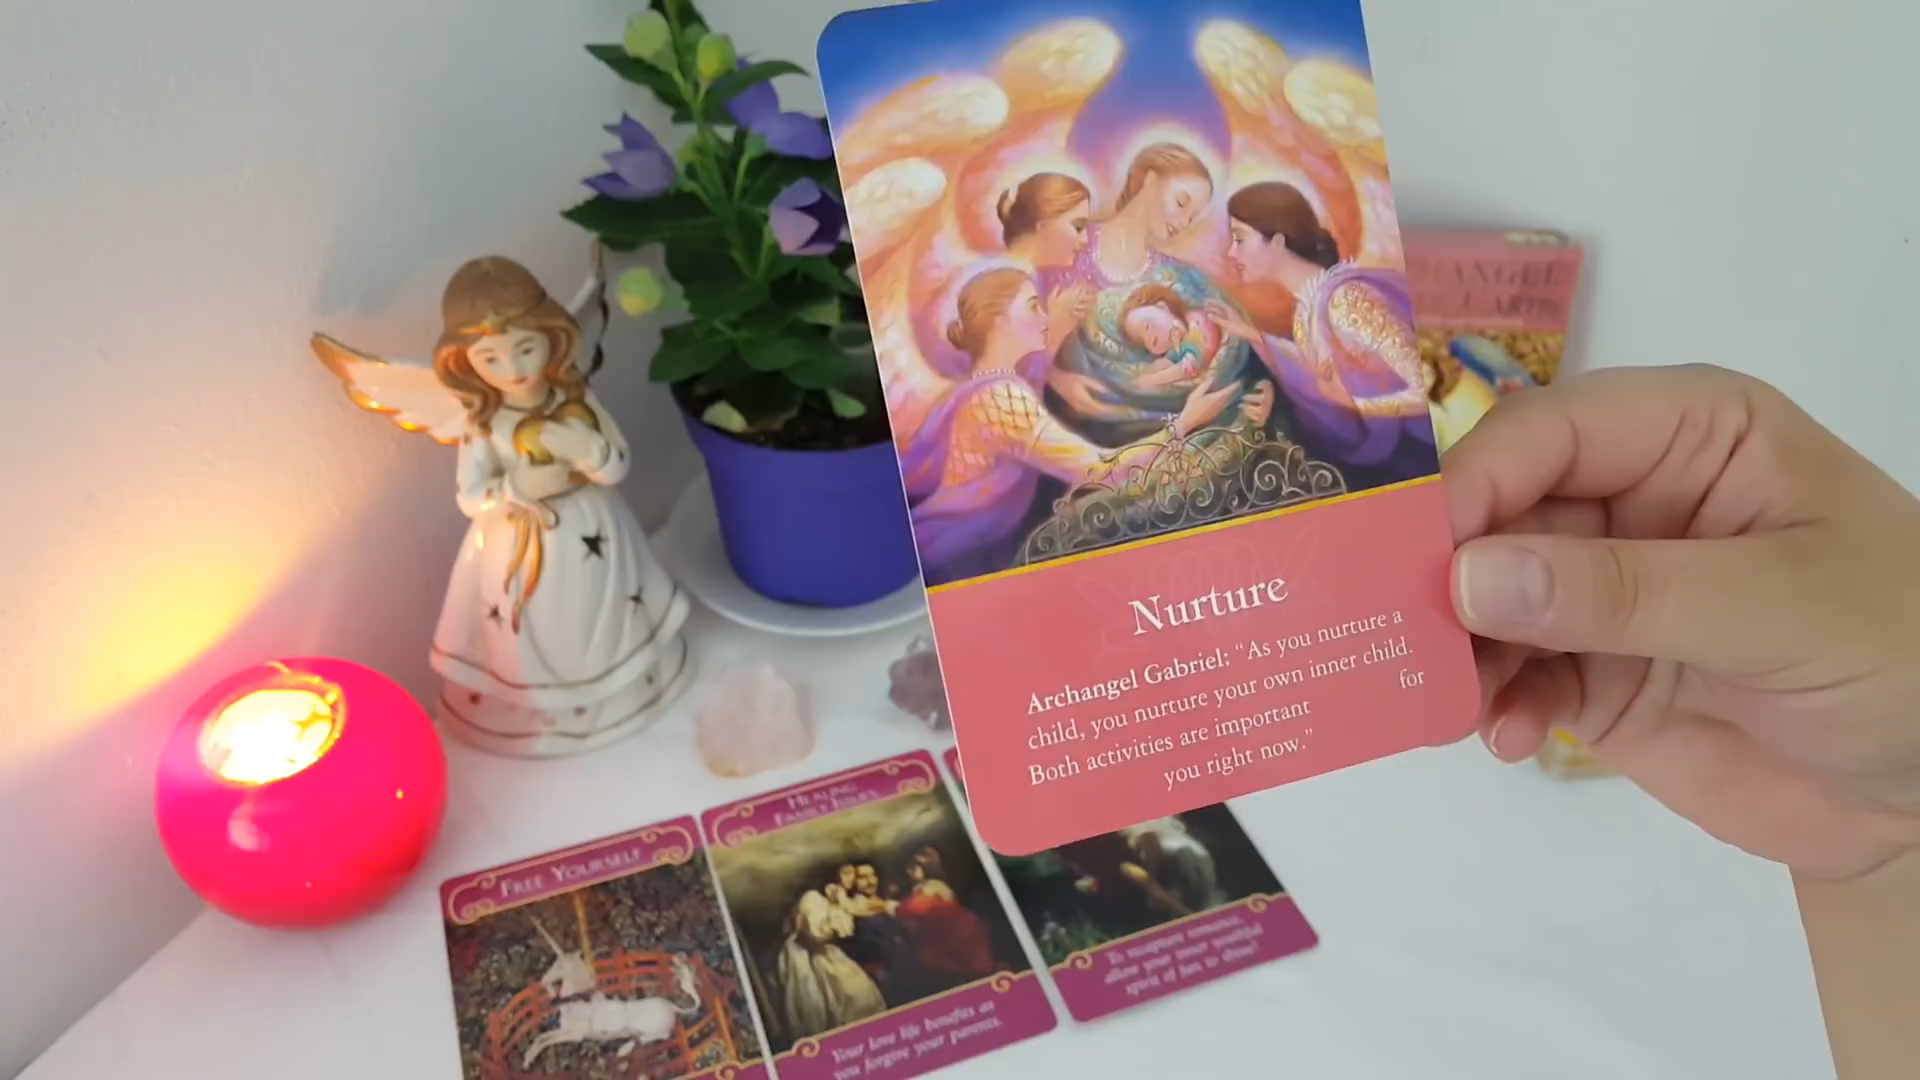 Nurture
Archangel Gabriel: “As you nurture a
child, you nurture your own inner child.
Both activities are important for
you right now.”
FREE YOURSELF
HEALING
FAMILY ISSUES
Your love life benefits as
you forgive your parents.
To recapture romance,
allow your inner youthful
spirit of fun to shine!